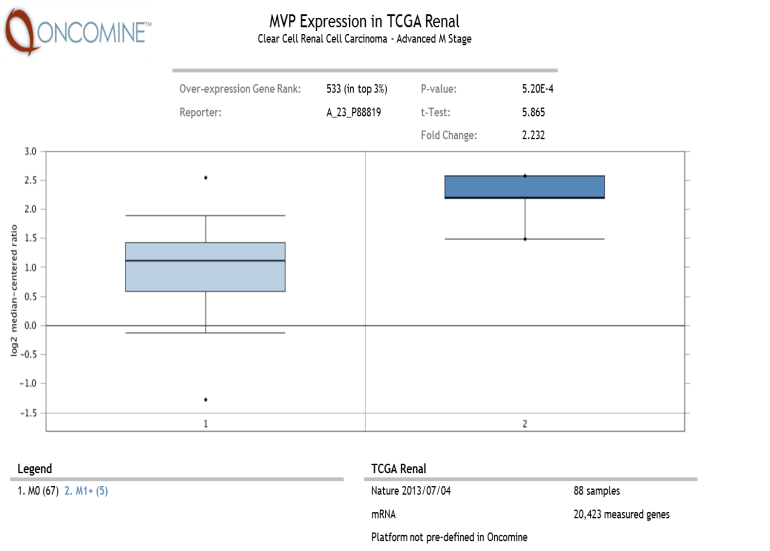 ONCOMINE™
MVP Expression in TCGA Renal
Clear Cell Renal Cell Carcinoma - Advanced M Stage
Over-expression Gene Rank: 533 (in top 3%) P-value: 5.20E-4
Reporter: A_23_P88819 t-Test: 5.865
Fold Change: 2.232
log2 median-centered ratio
3.0
2.5
2.0
1.5
1.0
0.5
0.0
-0.5
-1.0
-1.5
1 2
Legend
1. M0 (67) 2. M1+ (5)
TCGA Renal
Nature 2013/07/04 88 samples
mRNA 20,423 measured genes
Platform not pre-defined in Oncomine